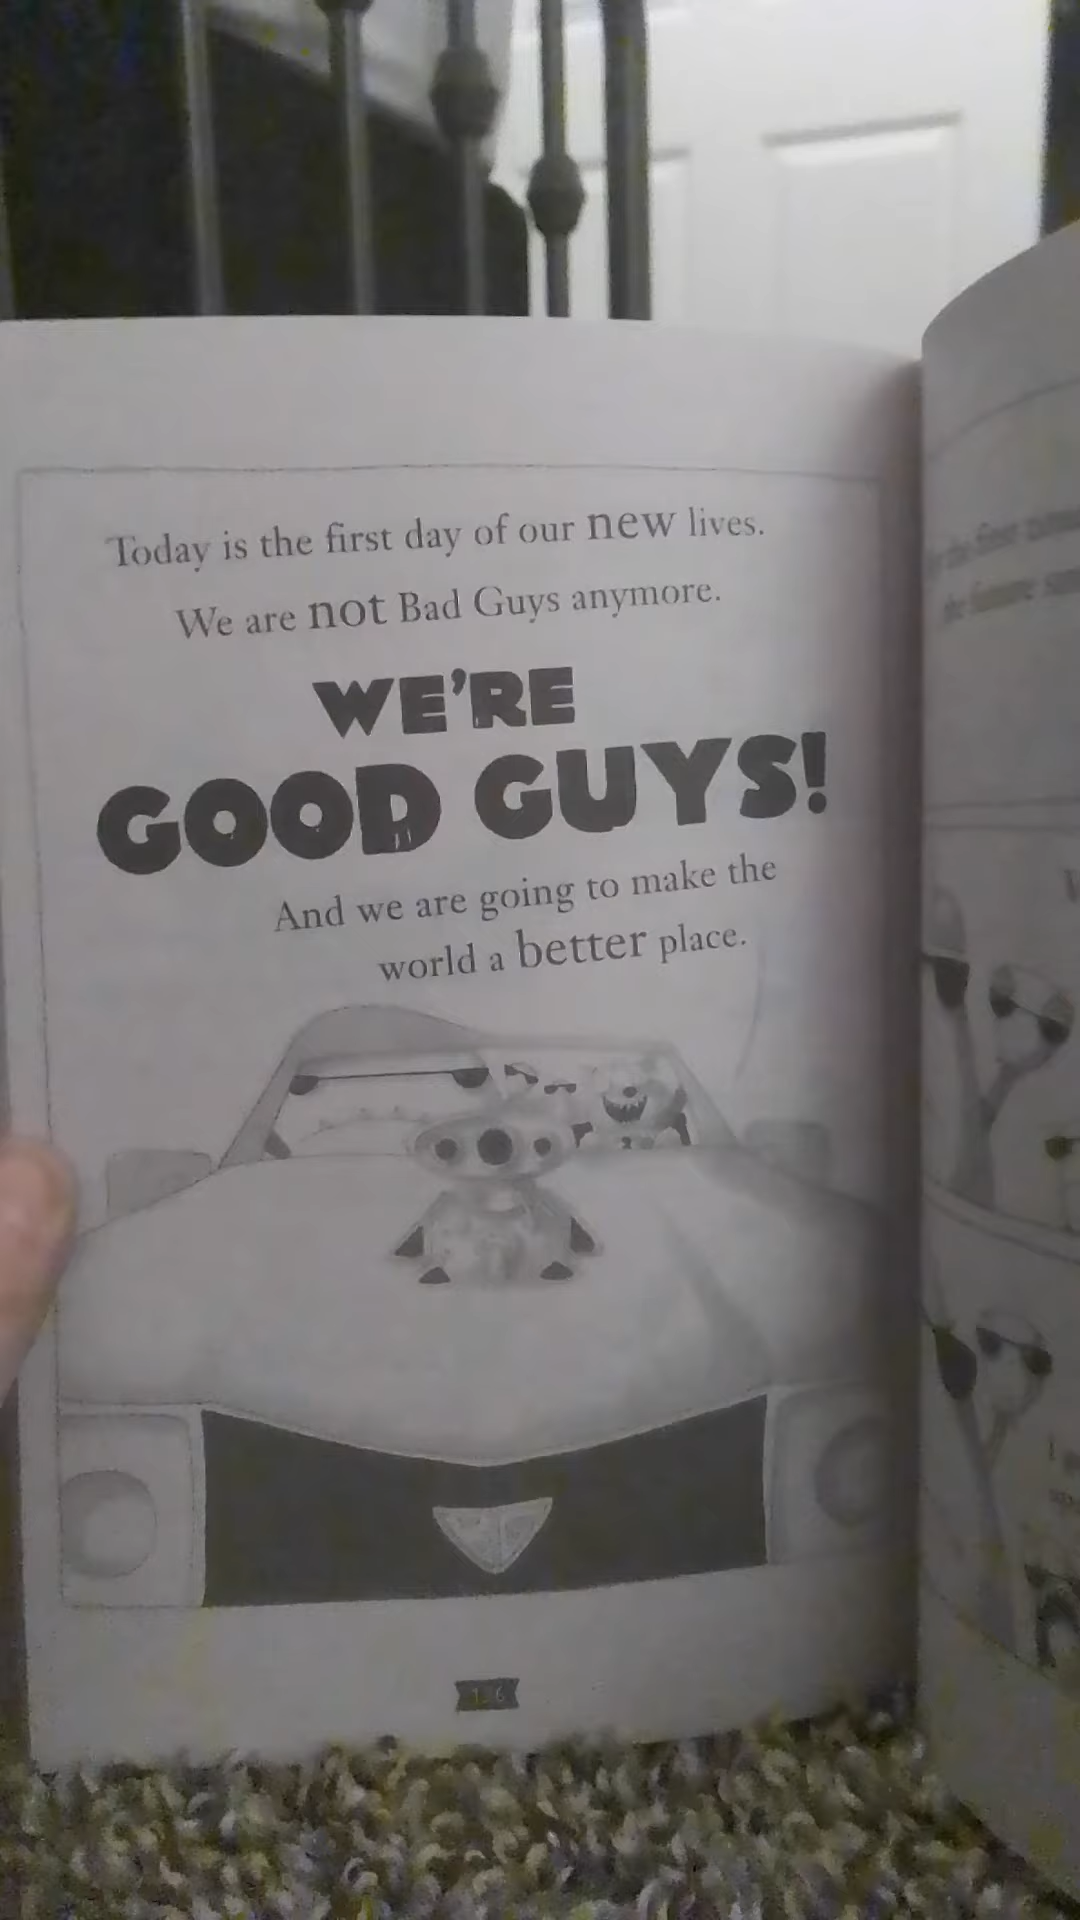 Today is the first day of our new lives.
We are not Bad Guys anymore.
WE'RE
GOOD GUYS!
And we are going to make the
world a better place.